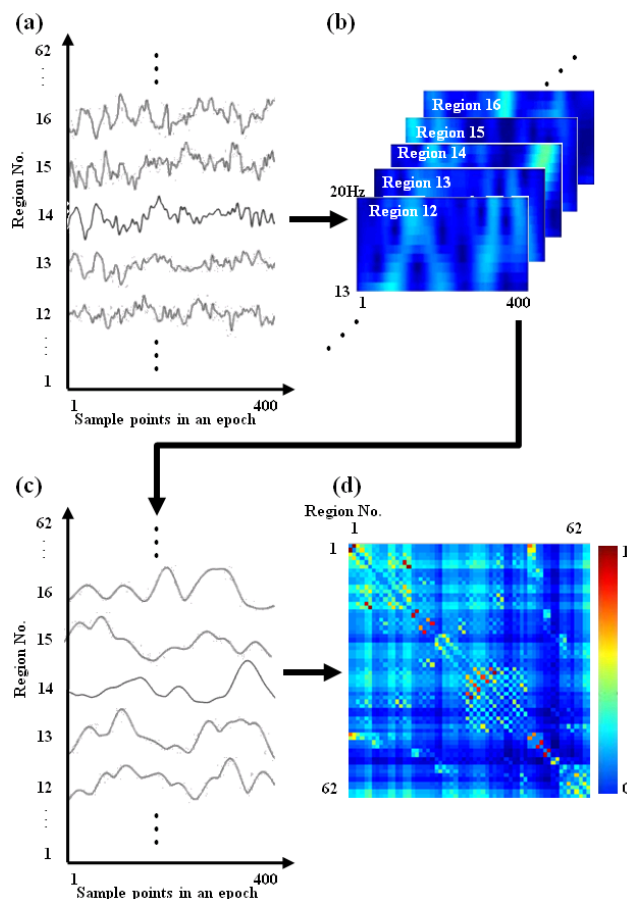 (a)
62
16
15
14
13
12
1
Region No.
1
400
Sample points in an epoch
(b)
Region 16
Region 15
Region 14
Region 13
20Hz
Region 12
13
1
400
(c)
62
16
15
14
13
12
1
Region No.
1
400
Sample points in an epoch
(d)
Region No.
1
62
1
62
1
0